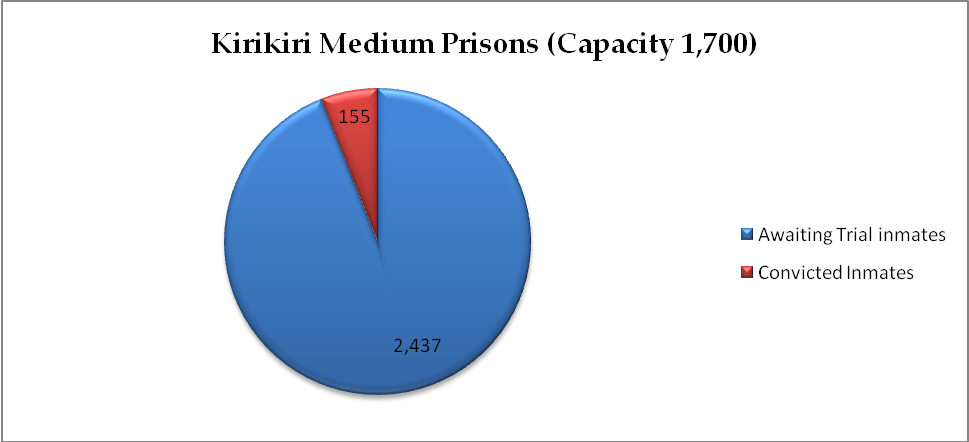 Kirikiri Medium Prisons (Capacity 1,700)
155
2,437
Awaiting Trial inmates
Convicted Inmates